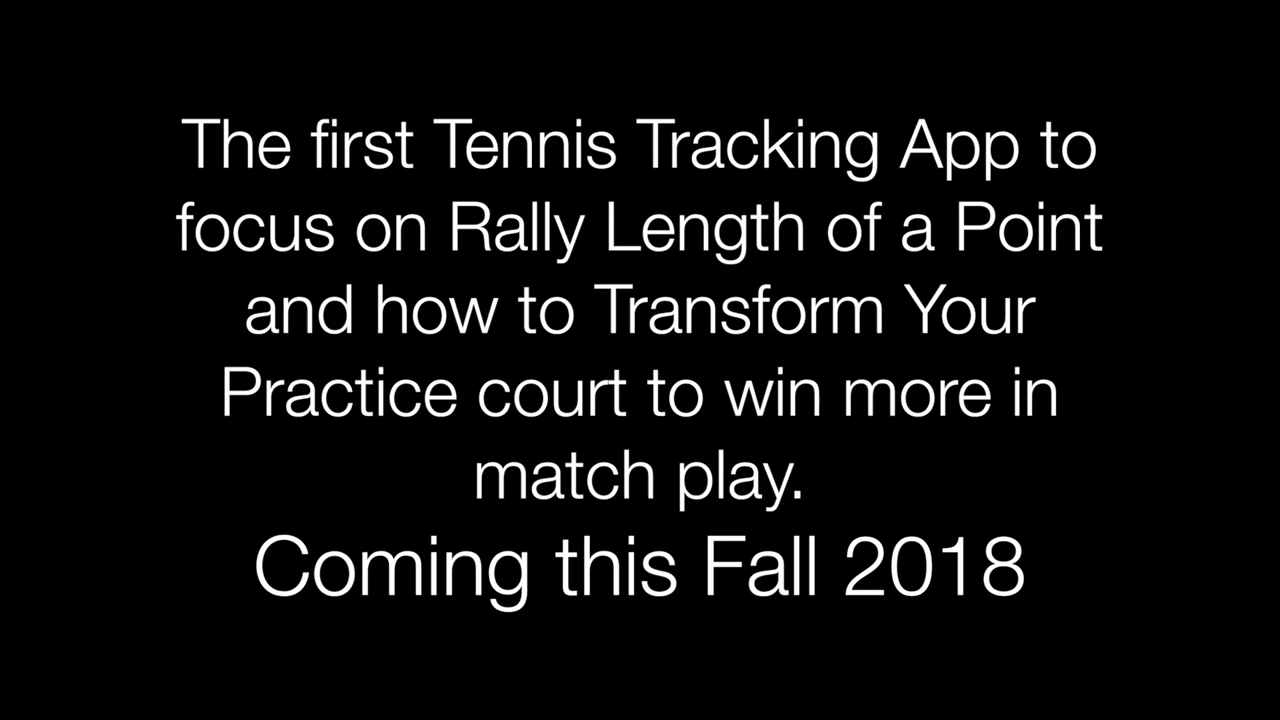 The first Tennis Tracking App to
focus on Rally Length of a Point
and how to Transform Your
Practice court to win more in
match play.
Coming this Fall 2018